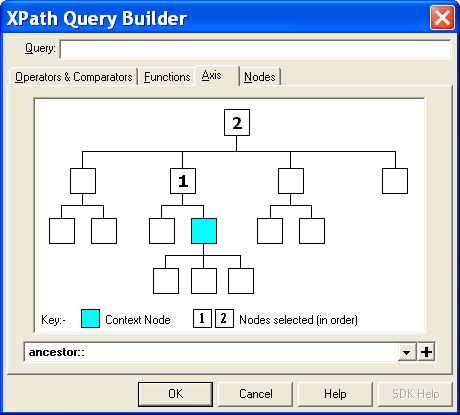 XPath Query Builder
Query:
Operators & Comparators Functions Axis Nodes
2
1
Key:- Context Node 1 2 Nodes selected (in order)
ancestor::
OK Cancel Help SDK Help